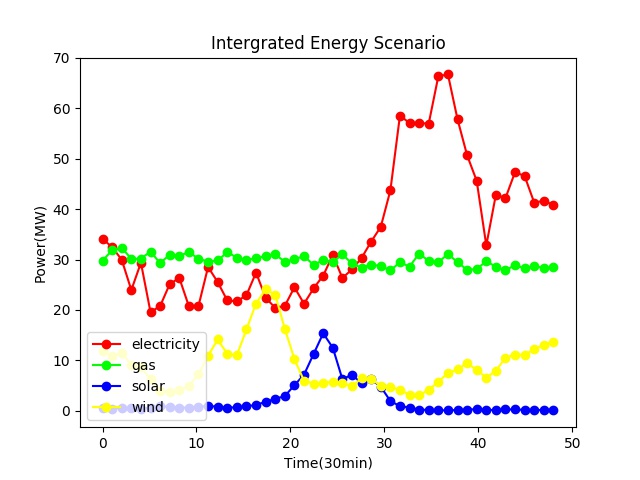 Intergrated Energy Scenario
Power(MW)
70
60
50
40
30
20
10
0
electricity
gas
solar
wind
0 10 20 30 40 50
Time(30min)